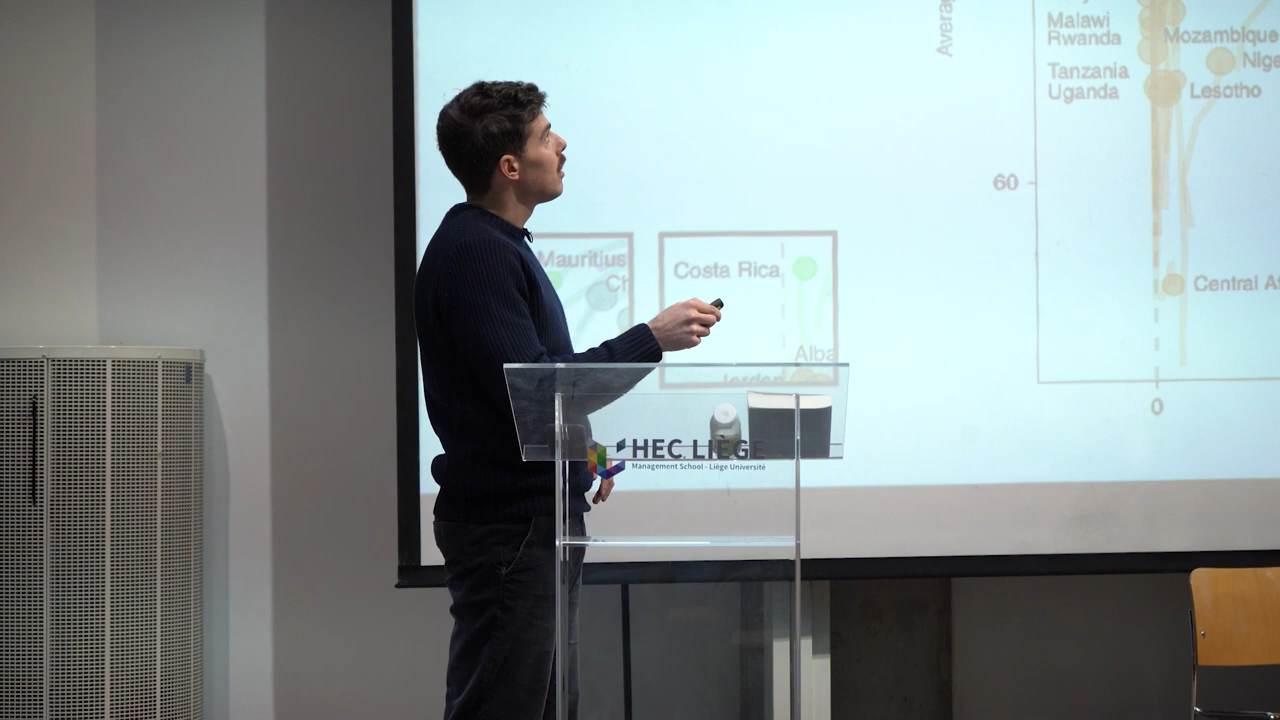 Malawi
Rwanda
Mozambique
Tanzania
Uganda
Lesotho
60
Mauritius
Costa Rica
Central
0
HEC LIÈGE
Management School - Liège Université